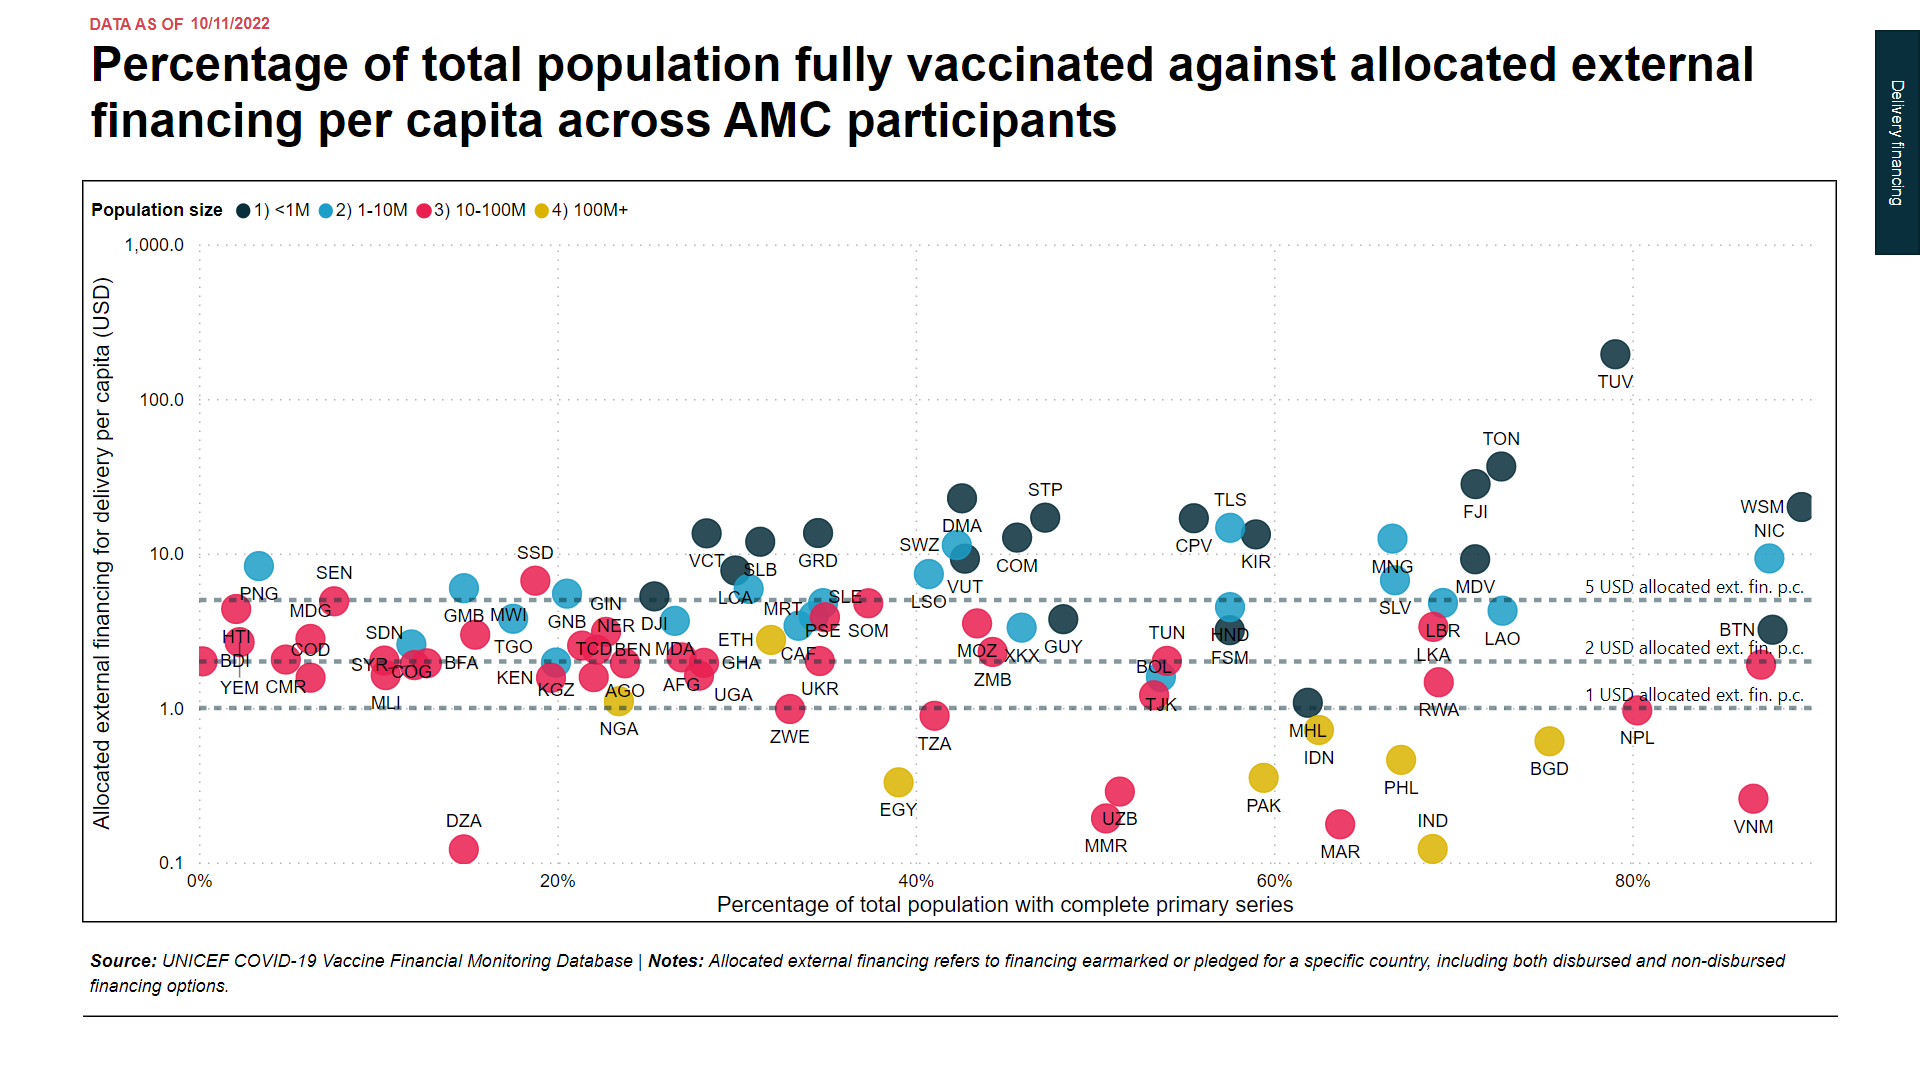 DATA AS OF 10/11/2022
Percentage of total population fully vaccinated against allocated external
financing per capita across AMC participants
Delivery financing
Population size 1) <1M 2) 1-10M 3) 10-100M 4) 100M+
Allocated external financing for delivery per capita (USD)
1,000.0
100.0
10.0
1.0
0.1
TUV
TON
FJI
STP
DMA
TLS
WSM
NIC
CPV
KIR
SWZ
COM
VUT
VCT
SLB
GRD
LCA
LSO
MNG
MDV
SLV
SSD
SEN
PNG
5 USD allocated ext. fin. p.c.
MDG
GMB
MWI
GIN
GNB
NER
DJI
MRT
SLE
HTI
SDN
COD
TGO
TCD
BEN
MDA
ETH
CAF
PSE
SOM
TUN
HND
FSM
LBR
LKA
LAO
BTN
2 USD allocated ext. fin. p.c.
BDI
YEM
CMR
SYR
MLI
COG
BFA
KEN
KGZ
AGO
AFG
GHA
UGA
UKR
MOZ
ZMB
XKX
GUY
BOL
TJK
RWA
1 USD allocated ext. fin. p.c.
NGA
ZWE
TZA
MHL
IDN
NPL
EGY
PAK
PHL
BGD
DZA
MMR
UZB
MAR
IND
VNM
0%
20%
40%
60%
80%
Percentage of total population with complete primary series
Source: UNICEF COVID-19 Vaccine Financial Monitoring Database | Notes: Allocated external financing refers to financing earmarked or pledged for a specific country, including both disbursed and non-disbursed
financing options.